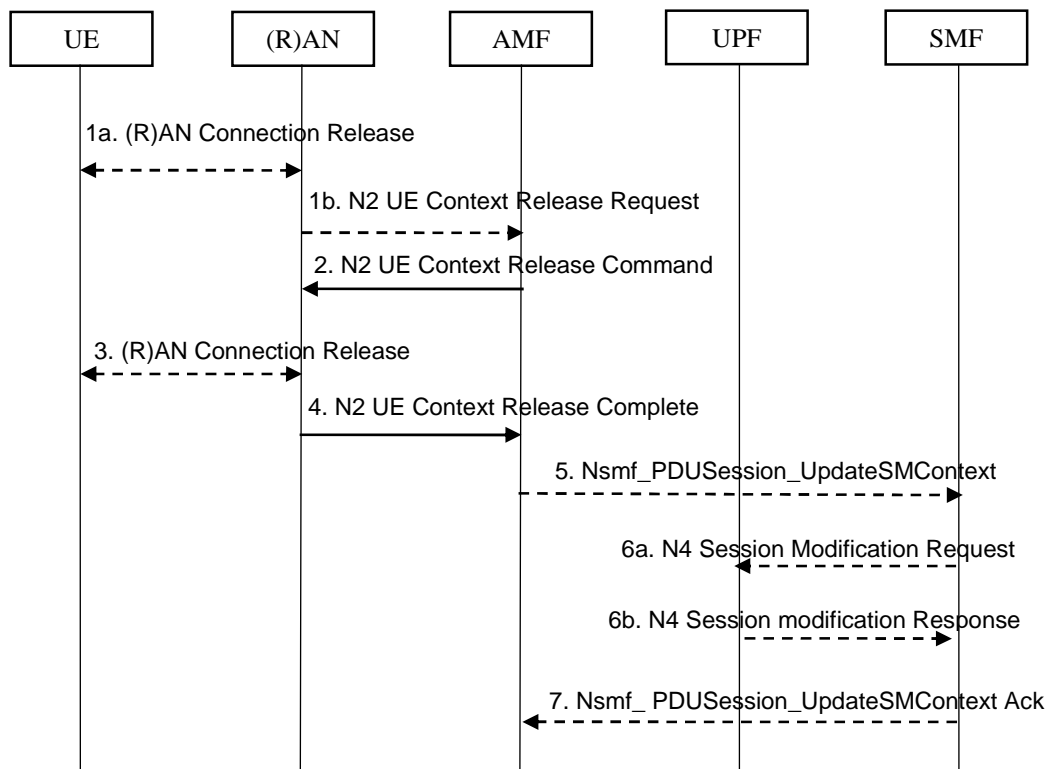 UE
(R)AN
AMF
UPF
SMF
1a. (R)AN Connection Release
1b. N2 UE Context Release Request
2. N2 UE Context Release Command
3. (R)AN Connection Release
4. N2 UE Context Release Complete
5. Nsmf_PDUSession_UpdateSMContext
6a. N4 Session Modification Request
6b. N4 Session modification Response
7. Nsmf_ PDUSession_UpdateSMContext Ack